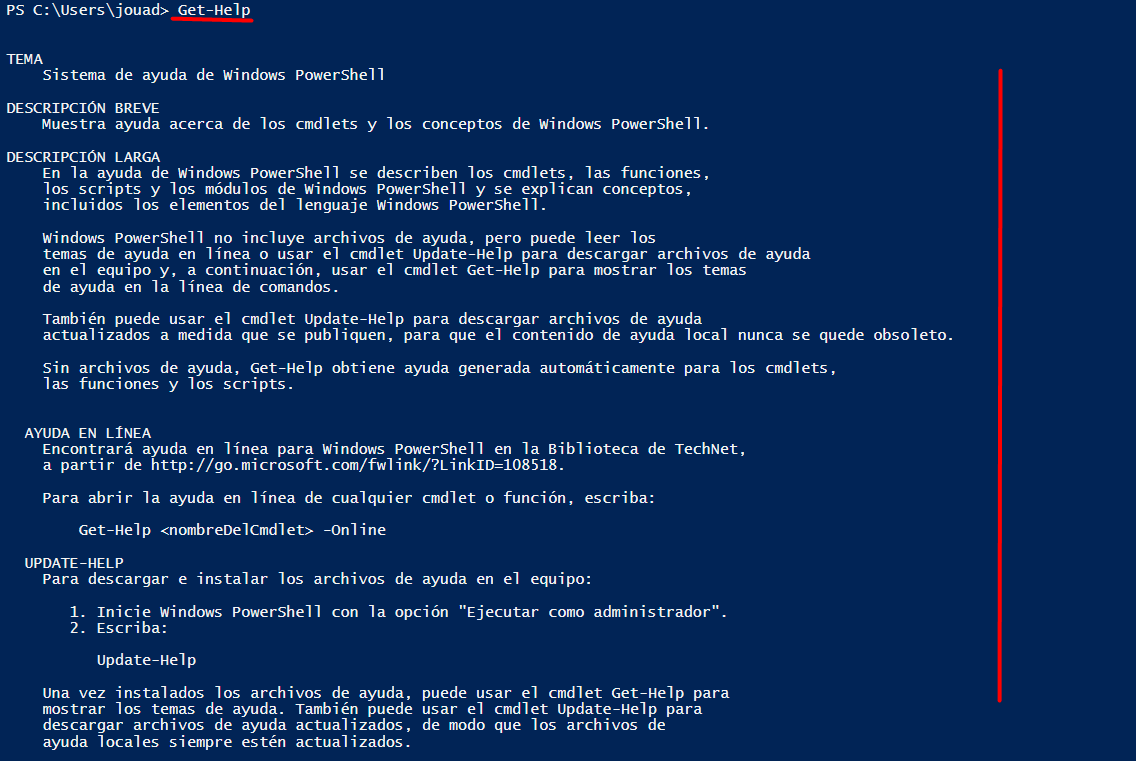 PS C:\Users\jouad> Get-Help
TEMA
Sistema de ayuda de Windows PowerShell
DESCRIPCIÓN BREVE
Muestra ayuda acerca de los cmdlets y los conceptos de Windows PowerShell.
DESCRIPCIÓN LARGA
En la ayuda de Windows PowerShell se describen los cmdlets, las funciones,
los scripts y los módulos de Windows PowerShell y se explican conceptos,
incluidos los elementos del lenguaje Windows PowerShell.
Windows PowerShell no incluye archivos de ayuda, pero puede leer los
temas de ayuda en línea o usar el cmdlet Update-Help para descargar archivos de ayuda
en el equipo y, a continuación, usar el cmdlet Get-Help para mostrar los temas
de ayuda en la línea de comandos.
También puede usar el cmdlet Update-Help para descargar archivos de ayuda
actualizados a medida que se publiquen, para que el contenido de ayuda local nunca se quede obsoleto.
Sin archivos de ayuda, Get-Help obtiene ayuda generada automáticamente para los cmdlets,
las funciones y los scripts.
AYUDA EN LÍNEA
Encontrará ayuda en línea para Windows PowerShell en la Biblioteca de TechNet,
a partir de http://go.microsoft.com/fwlink/?LinkID=108518.
Para abrir la ayuda en línea de cualquier cmdlet o función, escriba:
Get-Help <nombreDelCmdlet> -Online
UPDATE-HELP
Para descargar e instalar los archivos de ayuda en el equipo:
1. Inicie Windows PowerShell con la opción "Ejecutar como administrador".
2. Escriba:
Update-Help
Una vez instalados los archivos de ayuda, puede usar el cmdlet Get-Help para
mostrar los temas de ayuda. También puede usar el cmdlet Update-Help para
descargar archivos de ayuda actualizados, de modo que los archivos de
ayuda locales siempre estén actualizados.